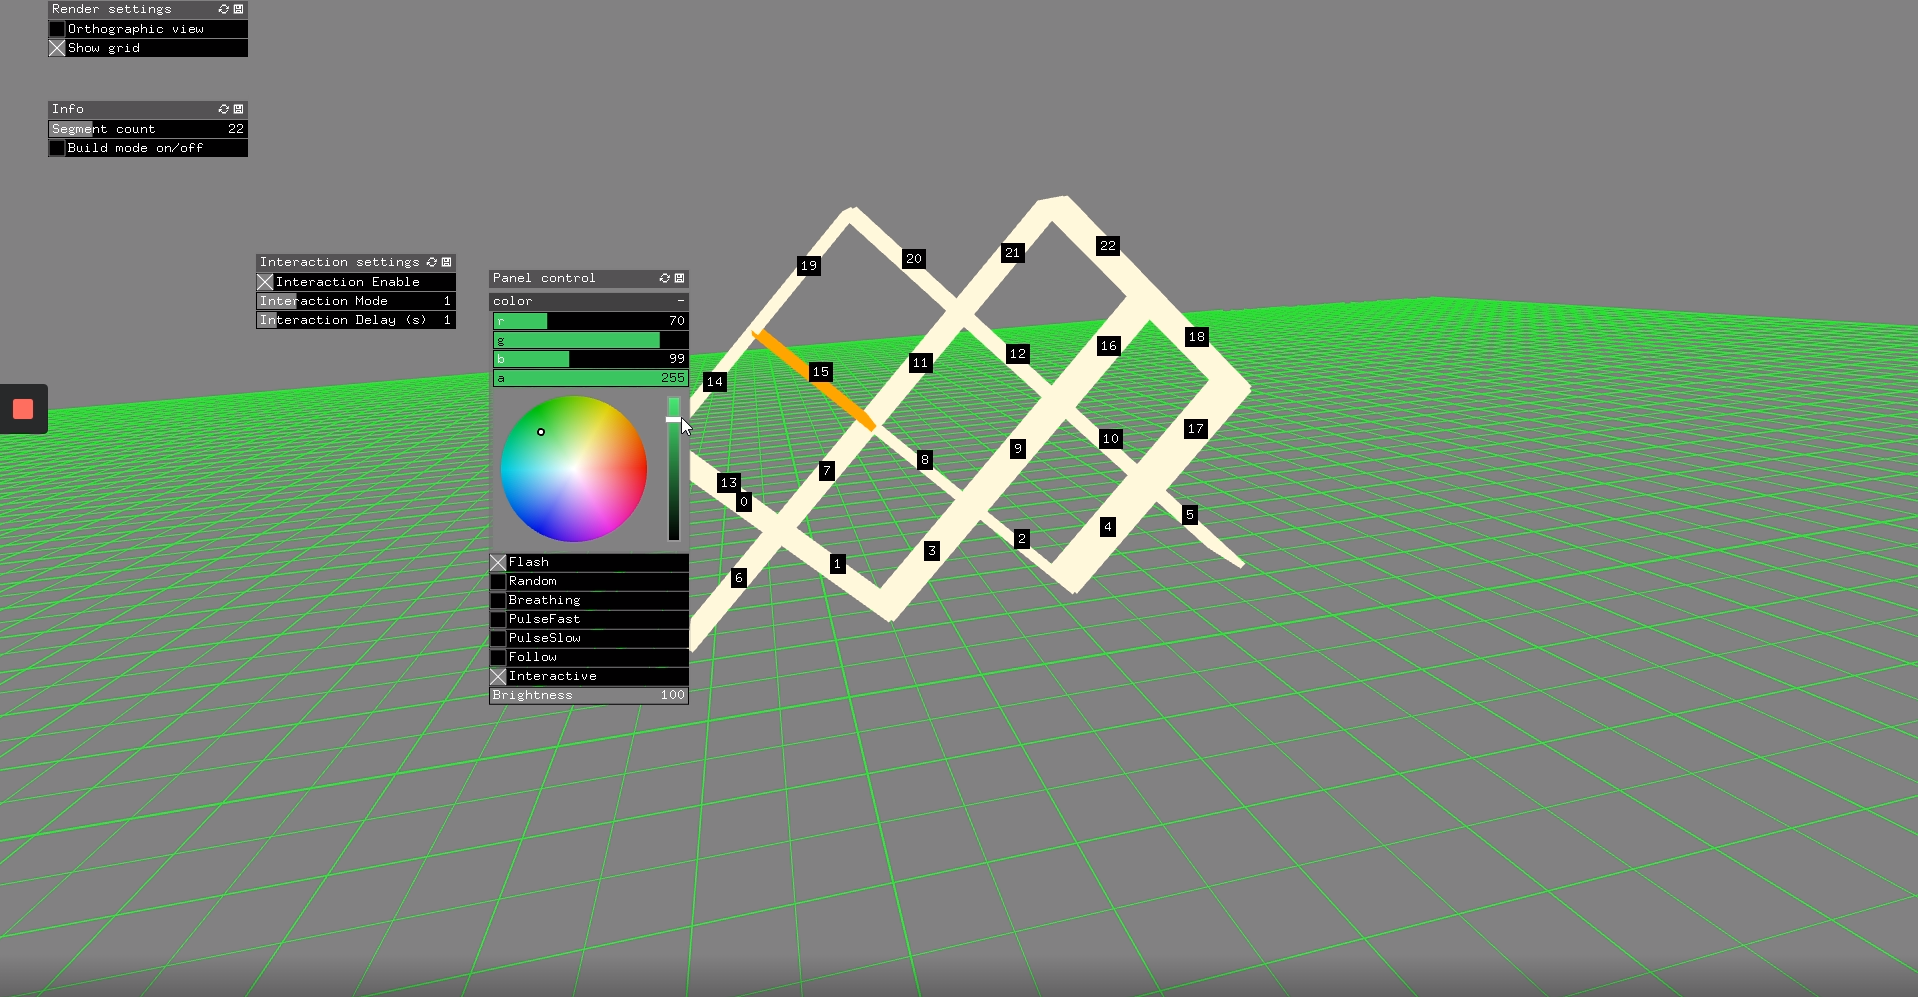 Render settings
Orthographic view
Show grid
Info
Segment count 22
Build mode on/off
Interaction settings
Interaction Enable
Interaction Mode 1
Interaction Delay (s) 1
Panel control
color -
r 70
g
b 99
a 255
Flash
Random
Breathing
PulseFast
PulseSlow
Follow
Interactive
Brightness 100
22
21
20
19
18
16
12
11
15
14
17
10
9
8
7
13
0
5
4
2
3
1
6